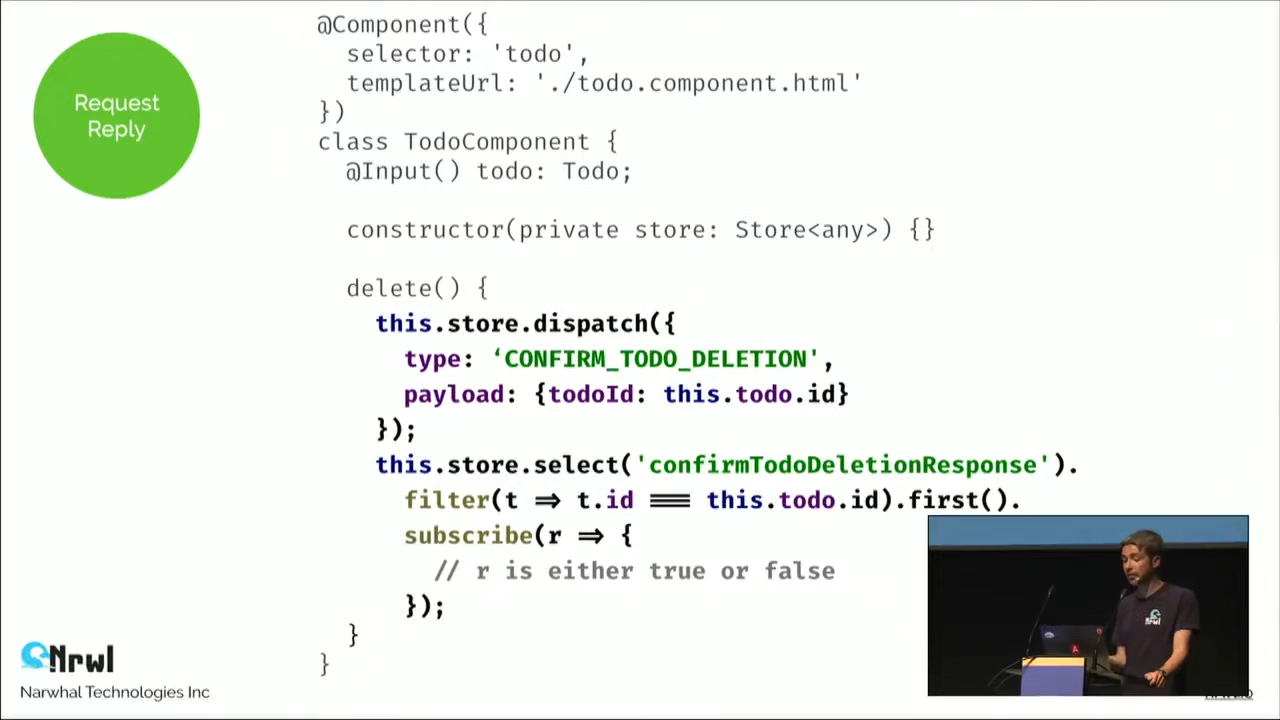 Request
Reply
@Component({
selector: 'todo',
templateUrl: './todo.component.html'
})
class TodoComponent {
@Input() todo: Todo;
constructor(private store: Store<any>) {}
delete() {
this.store.dispatch({
type: ‘CONFIRM_TODO_DELETION',
payload: {todoId: this.todo.id}
});
this.store.select('confirmTodoDeletionResponse').
filter(t => t.id === this.todo.id).first().
subscribe(r => {
// r is either true or false
});
}
}
Nrwl
Narwhal Technologies Inc
Nrwl